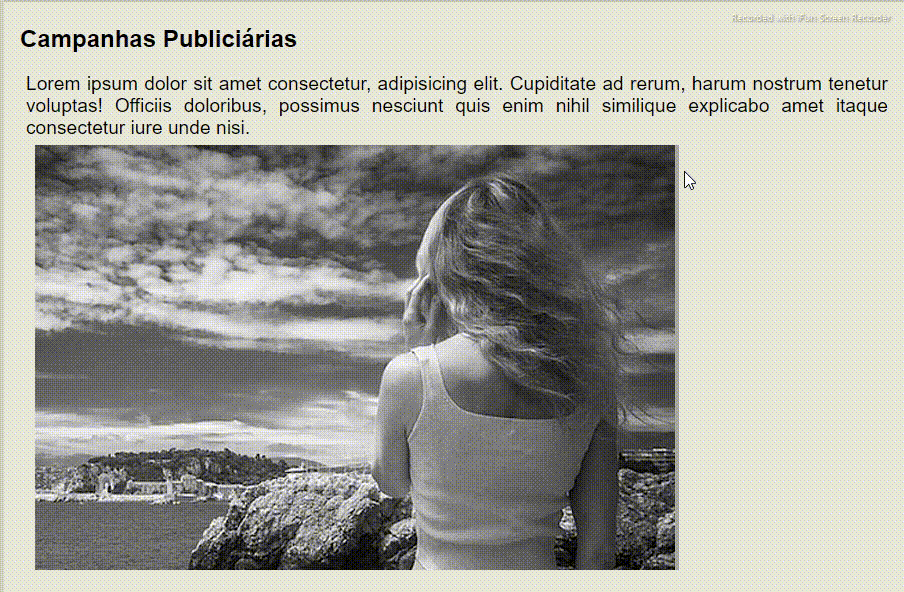 Recorded with iFun Screen Recorder
Campanhas Publiciárias
Lorem ipsum dolor sit amet consectetur, adipisicing elit. Cupiditate ad rerum, harum nostrum tenetur
voluptas! Officiis doloribus, possimus nesciunt quis enim nihil similique explicabo amet itaque
consectetur iure unde nisi.